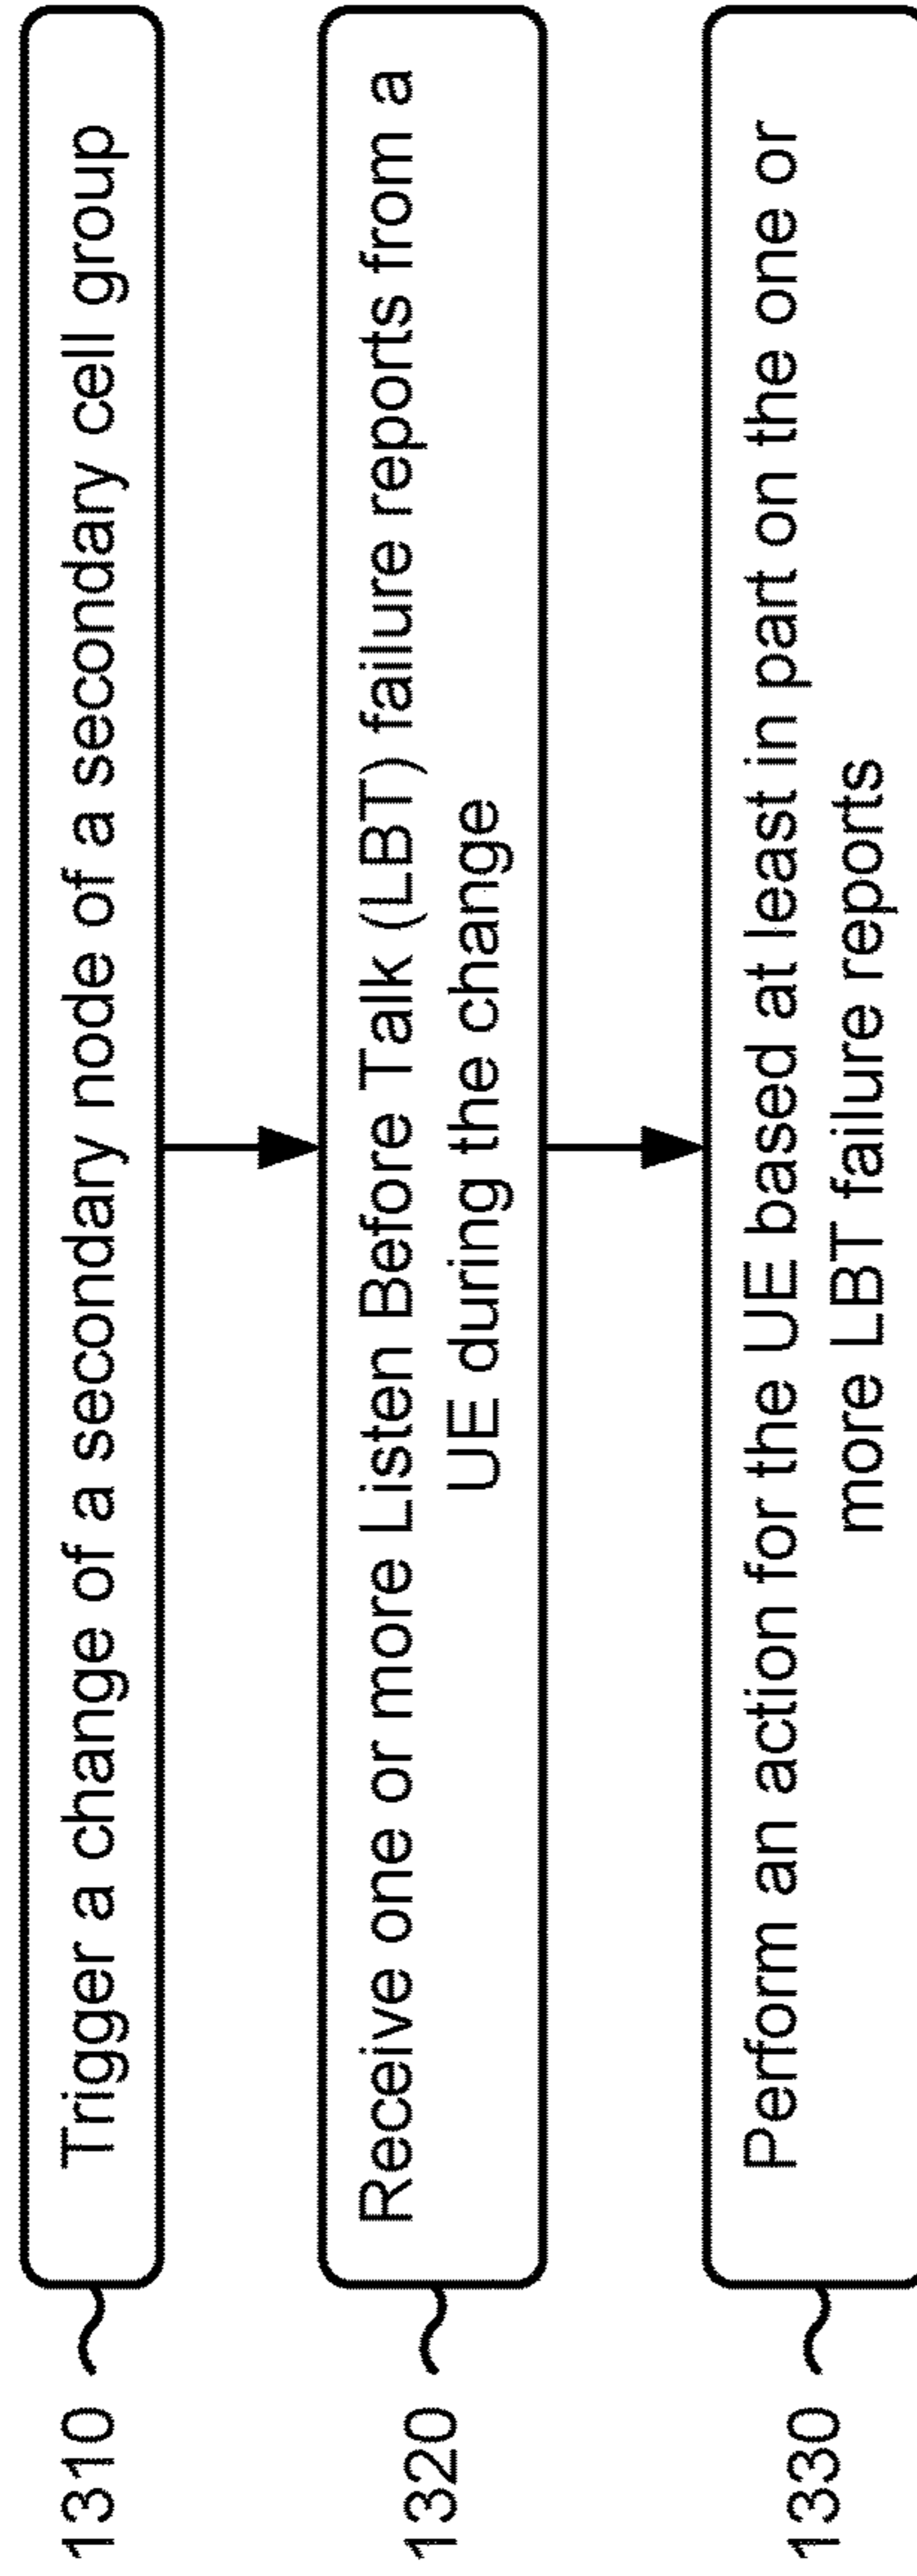 1310
Trigger a change of a secondary node of a secondary cell group
1320
Receive one or more Listen Before Talk (LBT) failure reports from a
UE during the change
1330
Perform an action for the UE based at least in part on the one or
more LBT failure reports